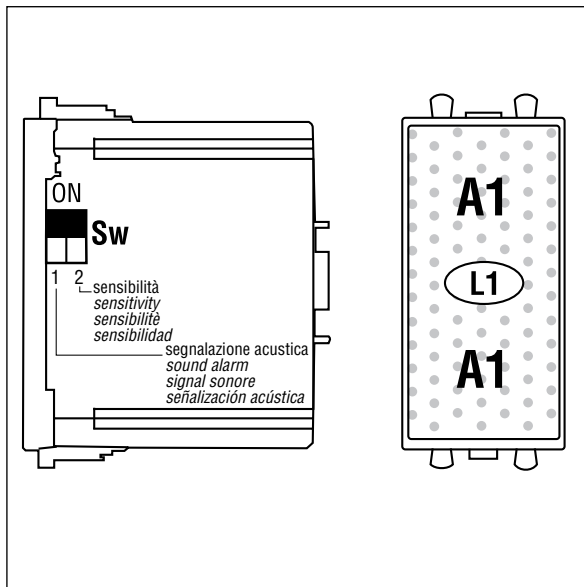 ON
Sw
1 2
sensibilità
sensitivity
sensibilitè
sensibilidad
segnalazione acustica
sound alarm
signal sonore
señalización acústica
A1
L1
A1